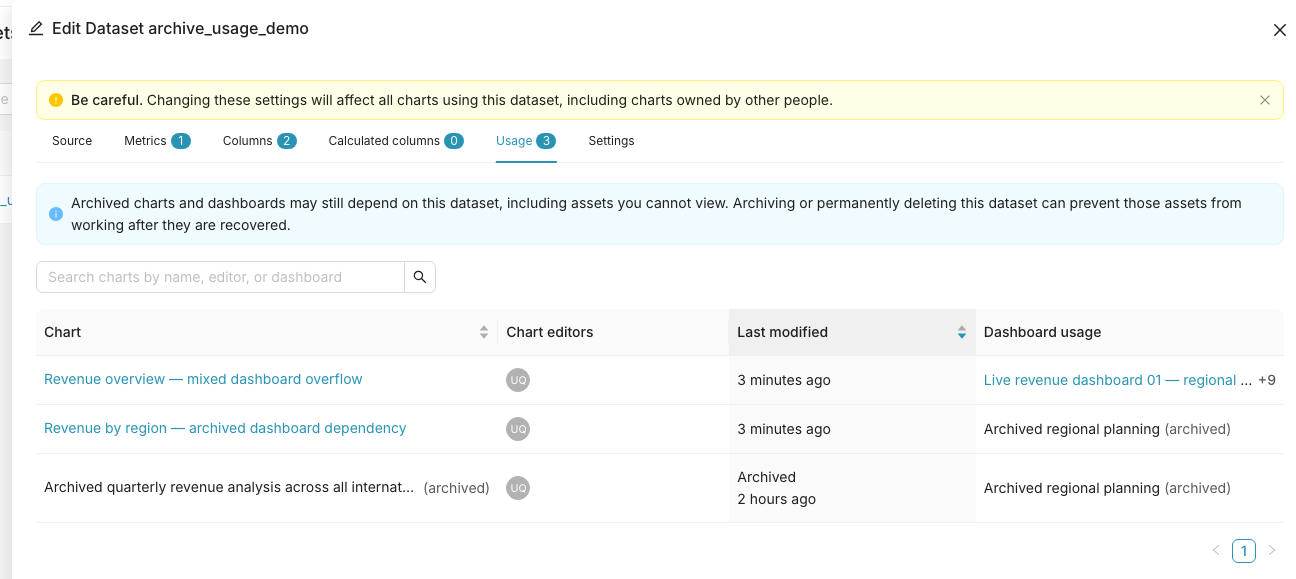 Edit Dataset archive_usage_demo
Be careful. Changing these settings will affect all charts using this dataset, including charts owned by other people.
Source Metrics 1 Columns 2 Calculated columns 0 Usage 3 Settings
Archived charts and dashboards may still depend on this dataset, including assets you cannot view. Archiving or permanently deleting this dataset can prevent those assets from
working after they are recovered.
Search charts by name, editor, or dashboard
Chart Chart editors Last modified Dashboard usage
Revenue overview — mixed dashboard overflow UQ 3 minutes ago Live revenue dashboard 01 — regional ... +9
Revenue by region — archived dashboard dependency UQ 3 minutes ago Archived regional planning (archived)
Archived quarterly revenue analysis across all internat... (archived) UQ Archived
2 hours ago Archived regional planning (archived)
1